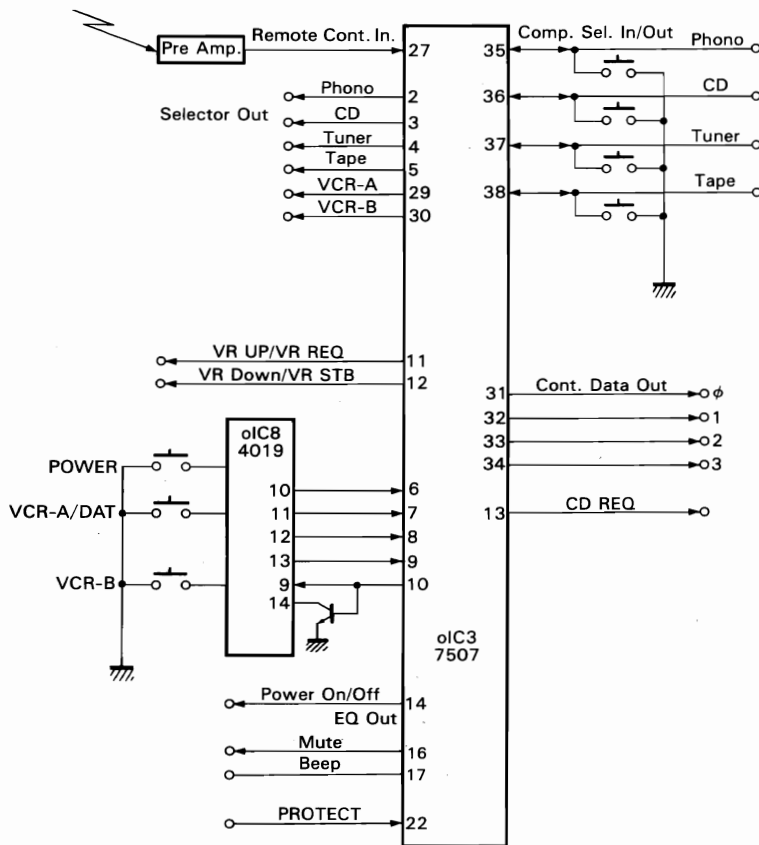 Pre Amp.
Remote Cont. In.
27
Selector Out
Phono
2
CD
3
Tuner
4
Tape
5
VCR-A
29
VCR-B
30
35
Comp. Sel. In/Out
Phono
36
CD
37
Tuner
38
Tape
VR UP/VR REQ
11
VR Down/VR STB
12
31
Cont. Data Out
ϕ
32
1
33
2
34
3
13
CD REQ
oIC8
4019
POWER
VCR-A/DAT
VCR-B
10
6
11
7
12
8
13
9
9
10
14
oIC3
7507
Power On/Off
14
EQ Out
Mute
16
Beep
17
PROTECT
22